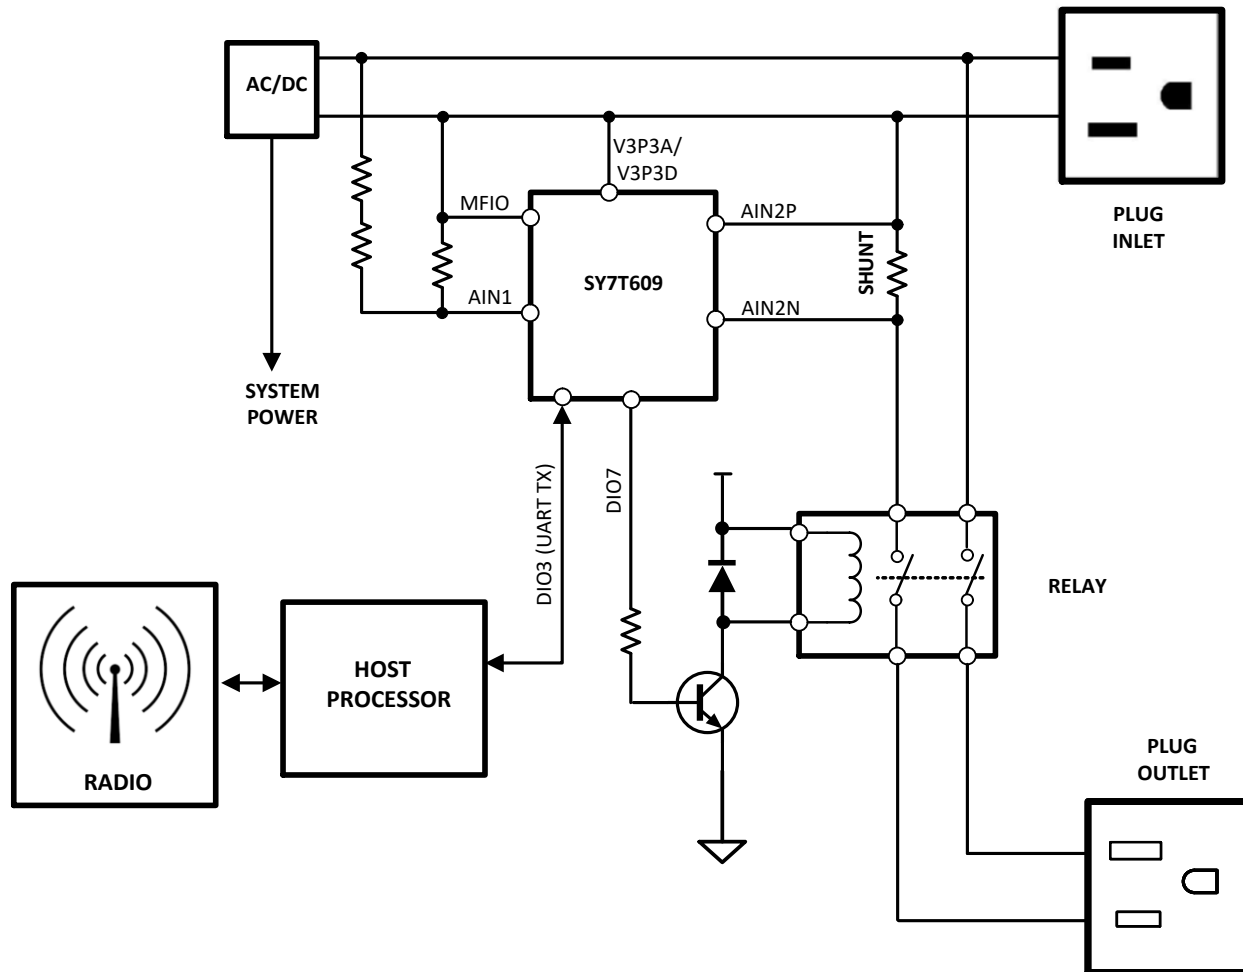 AC/DC
V3P3A/
V3P3D
MFIO
AIN2P
PLUG
INLET
SHUNT
SY7T609
AIN1
AIN2N
SYSTEM
POWER
DIO3 (UART TX)
DIO7
RELAY
HOST
PROCESSOR
RADIO
PLUG
OUTLET